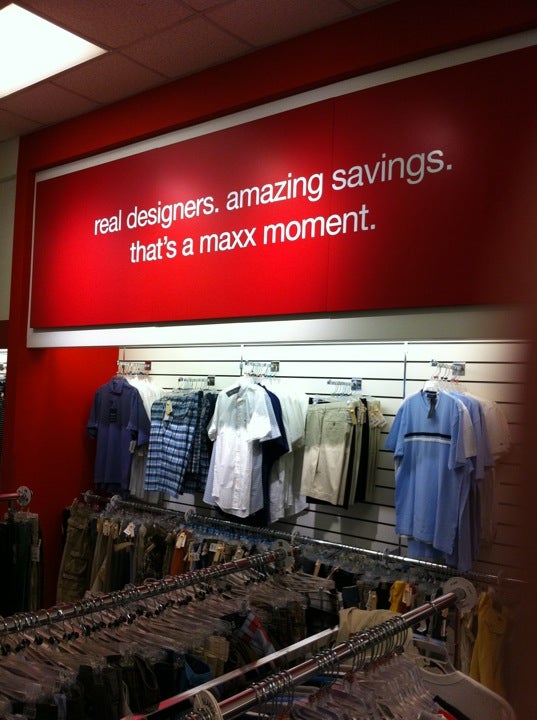 real designers. amazing savings.
that's a maxx moment.